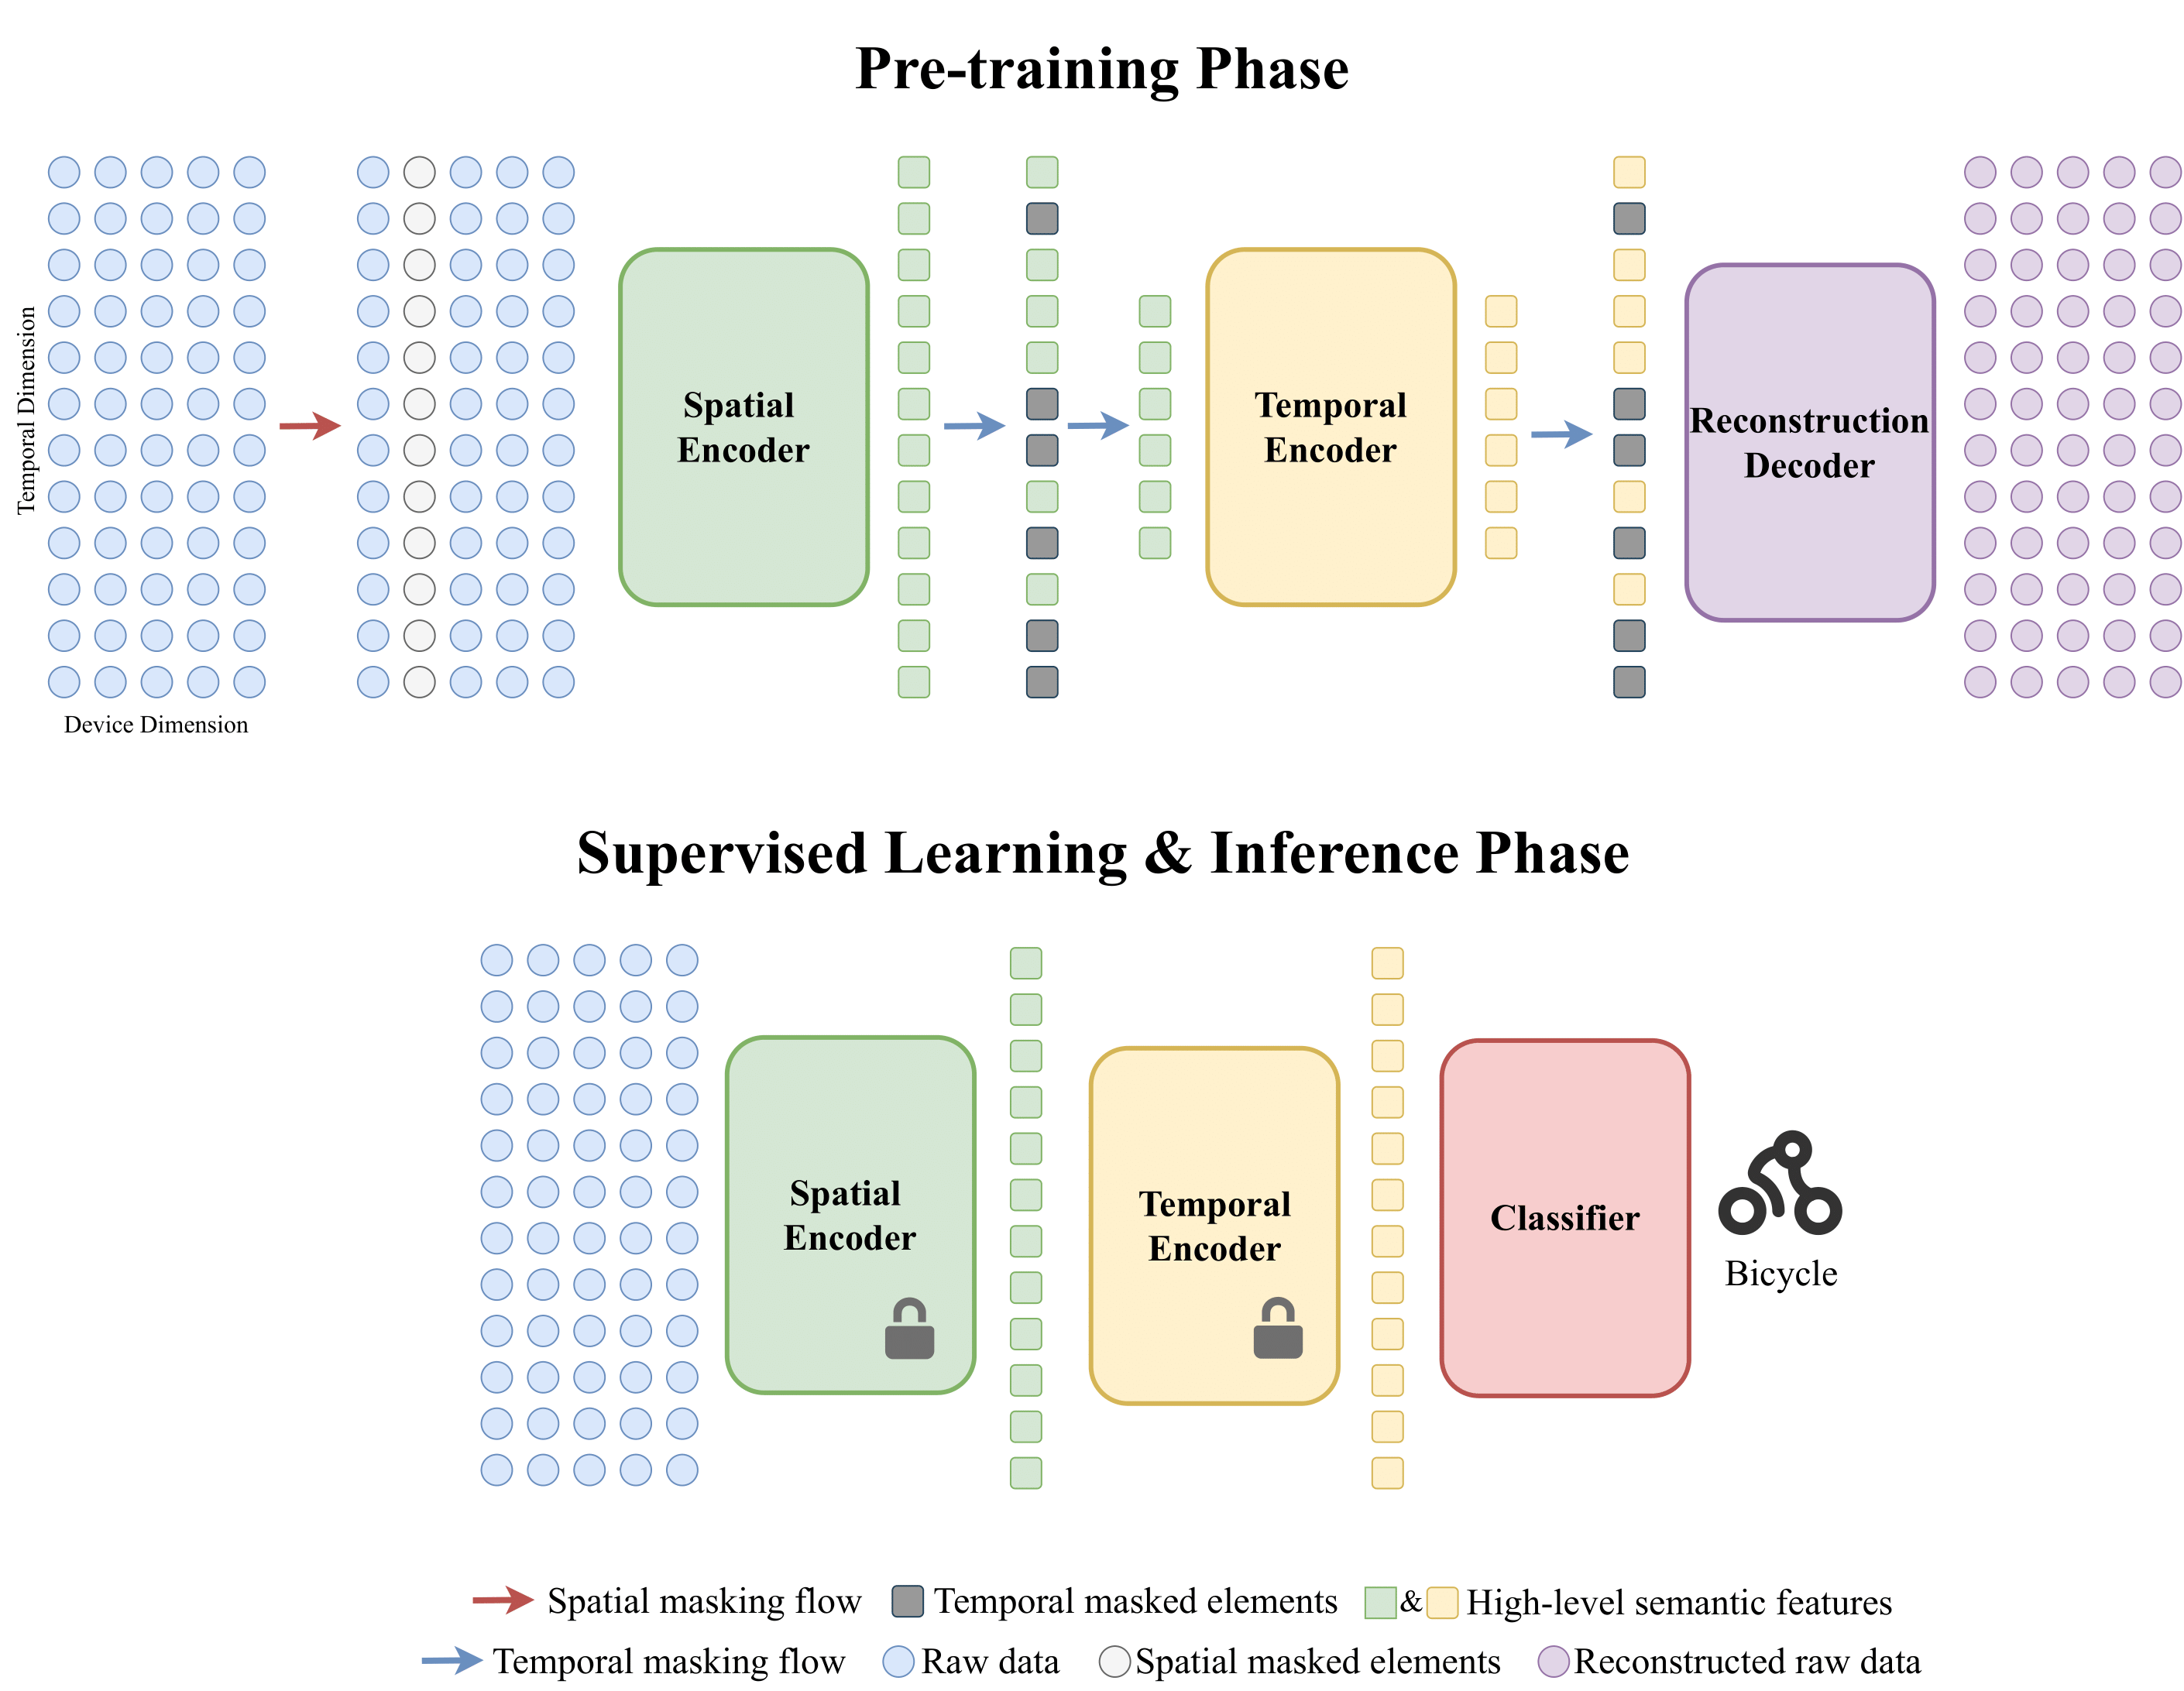 Pre-training Phase
Temporal Dimension
Spatial
Encoder
Temporal
Encoder
Reconstruction
Decoder
Device Dimension
Supervised Learning & Inference Phase
Spatial
Encoder
Temporal
Encoder
Classifier
Bicycle
Spatial masking flow Temporal masked elements & High-level semantic features
Temporal masking flow Raw data Spatial masked elements Reconstructed raw data